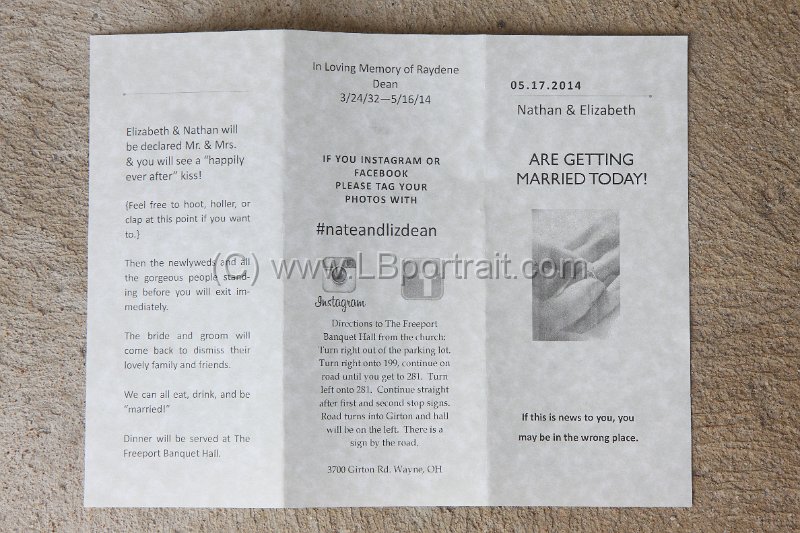 Elizabeth & Nathan will
be declared Mr. & Mrs.
& you will see a “happily
ever after” kiss!
{Feel free to hoot, holler, or
clap at this point if you want
to.}
Then the newlyweds and all
the gorgeous people stand-
ing before you will exit im-
mediately.
The bride and groom will
come back to dismiss their
lovely family and friends.
We can all eat, drink, and be
“married!”
Dinner will be served at The
Freeport Banquet Hall.
In Loving Memory of Raydene
Dean
3/24/32—5/16/14
IF YOU INSTAGRAM OR
FACEBOOK
PLEASE TAG YOUR
PHOTOS WITH
#nateandlizdean
Instagram
f
Directions to The Freeport
Banquet Hall from the church:
Turn right out of the parking lot.
Turn right onto 199, continue on
road until you get to 281. Turn
left onto 281. Continue straight
after first and second stop signs.
Road turns into Girton and hall
will be on the left. There is a
sign by the road.
3700 Girton Rd. Wayne, OH
05.17.2014
Nathan & Elizabeth
ARE GETTING
MARRIED TODAY!
If this is news to you, you
may be in the wrong place.
(C) www.LBportrait.com